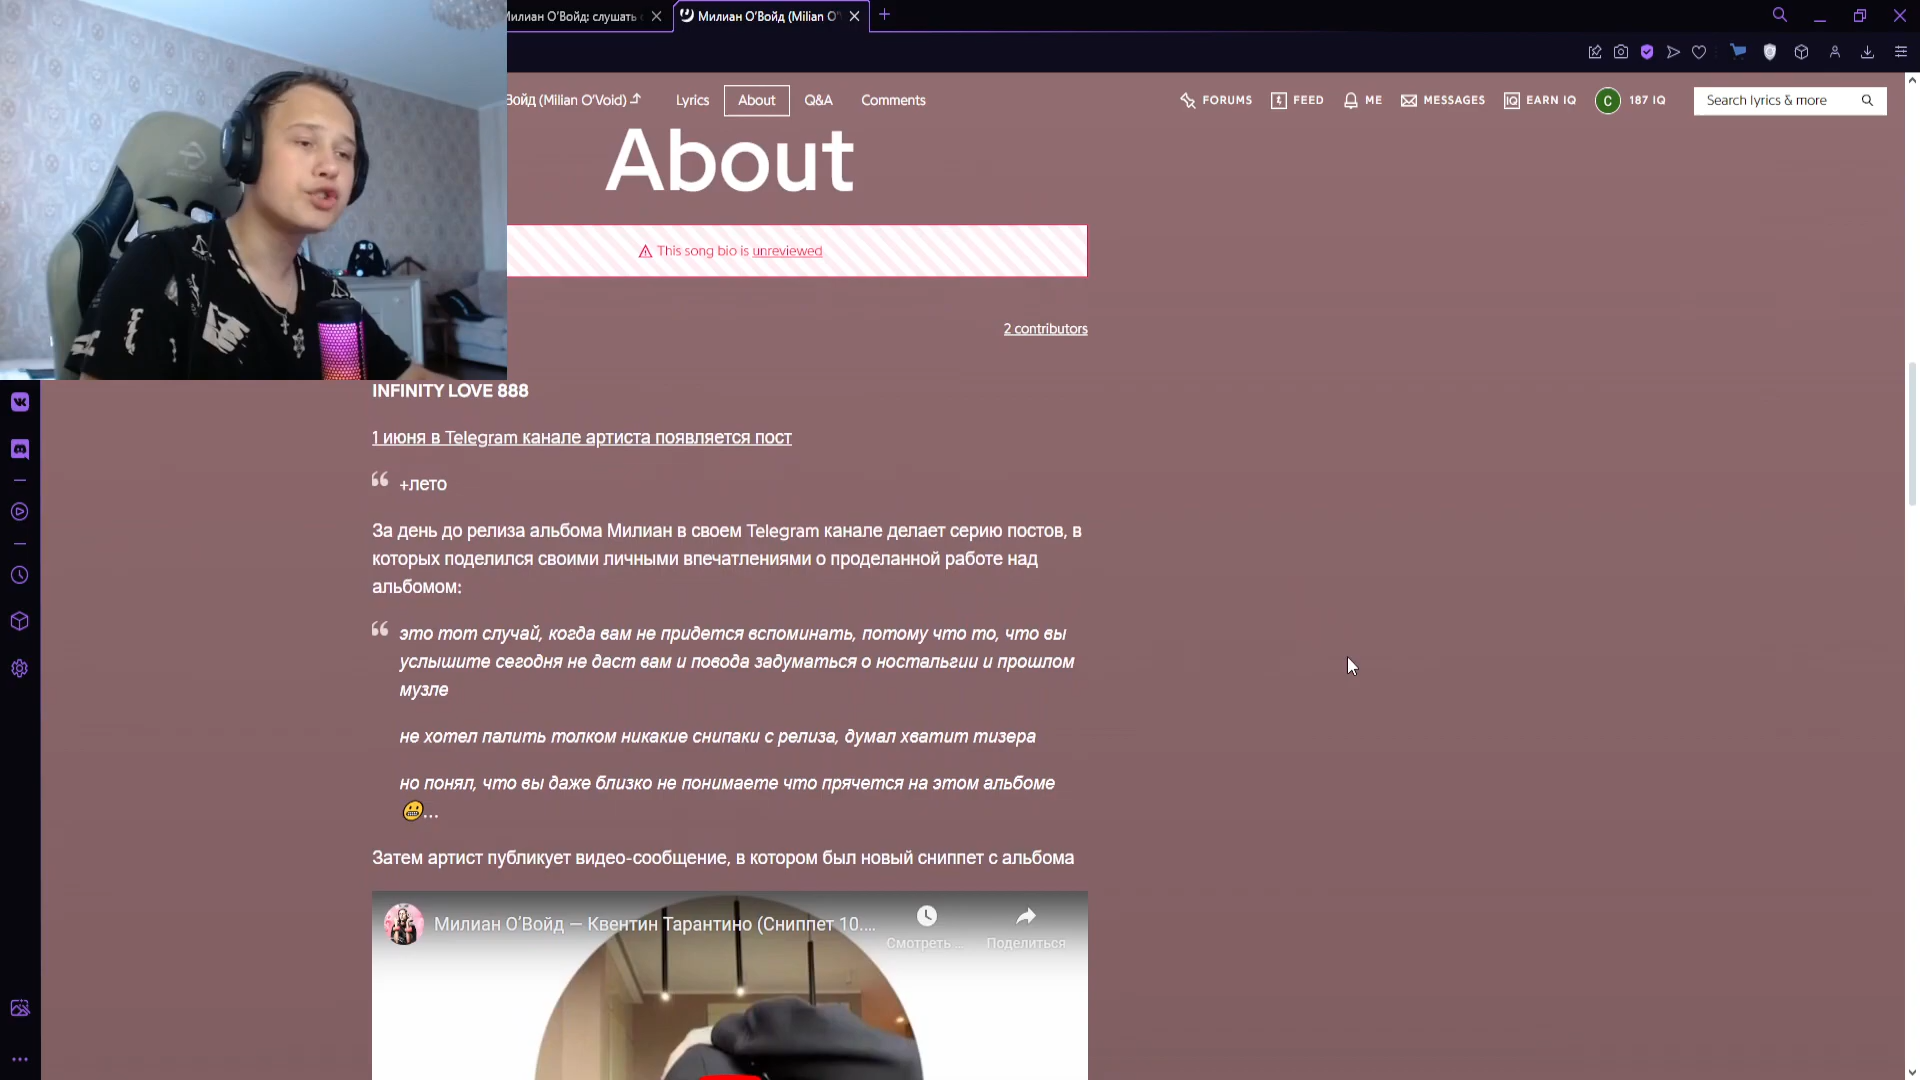 Милиан О'Войд: слушать
Милиан О'Войд (Milian O'
Войд (Milian O'Void)
Lyrics
About
Q&A
Comments
FORUMS
FEED
ME
MESSAGES
IQ EARN IQ
C 187 IQ
Search lyrics & more
About
This song bio is unreviewed
2 contributors
INFINITY LOVE 888
1 июня в Telegram канале артиста появляется пост
+лето
За день до релиза альбома Милиан в своем Telegram канале делает серию постов, в
которых поделился своими личными впечатлениями о проделанной работе над
альбомом:
это тот случай, когда вам не придется вспоминать, потому что то, что вы
услышите сегодня не даст вам и повода задуматься о ностальгии и прошлом
музле
не хотел палить толком никакие снипаки с релиза, думал хватит тизера
но понял, что вы даже близко не понимаете что прячется на этом альбоме
😬...
Затем артист публикует видео-сообщение, в котором был новый сниппет с альбома
Милиан О'Войд — Квентин Тарантино (Сниппет 10....
Смотреть ...
Поделиться